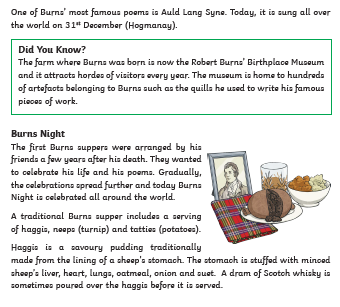 One of Burns' most famous poems is Auld Lang Syne. Today, it is sung all over
the world on 31st December (Hogmanay).
Did You Know?
The farm where Burns was born is now the Robert Burns' Birthplace Museum
and it attracts hordes of visitors every year. The museum is home to hundreds
of artefacts belonging to Burns such as the quills he used to write his famous
pieces of work.
Burns Night
The first Burns suppers were arranged by his
friends a few years after his death. They wanted
to celebrate his life and his poems. Gradually,
the celebrations spread further and today Burns
Night is celebrated all around the world.
A traditional Burns supper includes a serving
of haggis, neeps (turnip) and tatties (potatoes).
Haggis is a savoury pudding traditionally
made from the lining of a sheep's stomach. The stomach is stuffed with minced
sheep's liver, heart, lungs, oatmeal, onion and suet. A dram of Scotch whisky is
sometimes poured over the haggis before it is served.